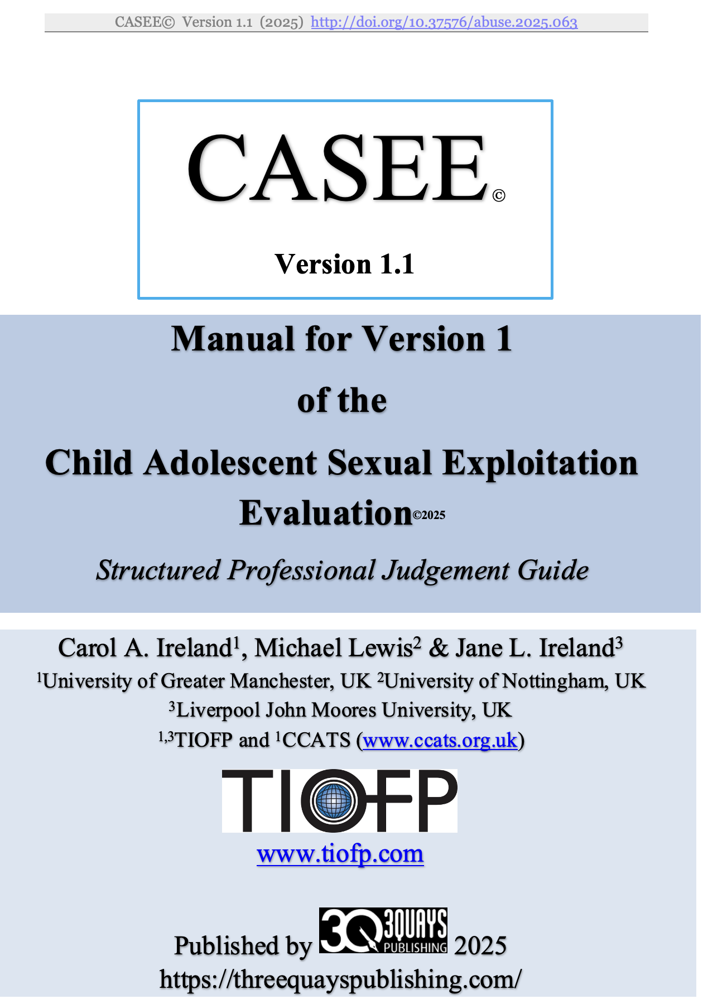 CASEE© Version 1.1 (2025) http://doi.org/10.37576/abuse.2025.063
CASEE©
Version 1.1
Manual for Version 1
of the
Child Adolescent Sexual Exploitation
Evaluation©2025
Structured Professional Judgement Guide
Carol A. Ireland1, Michael Lewis2 & Jane L. Ireland3
1University of Greater Manchester, UK 2University of Nottingham, UK
3Liverpool John Moores University, UK
1,3TIOFP and 1CCATS (www.ccats.org.uk)
TIOFP
www.tiofp.com
Published by 3Q 3QUAYS PUBLISHING 2025
https://threequayspublishing.com/